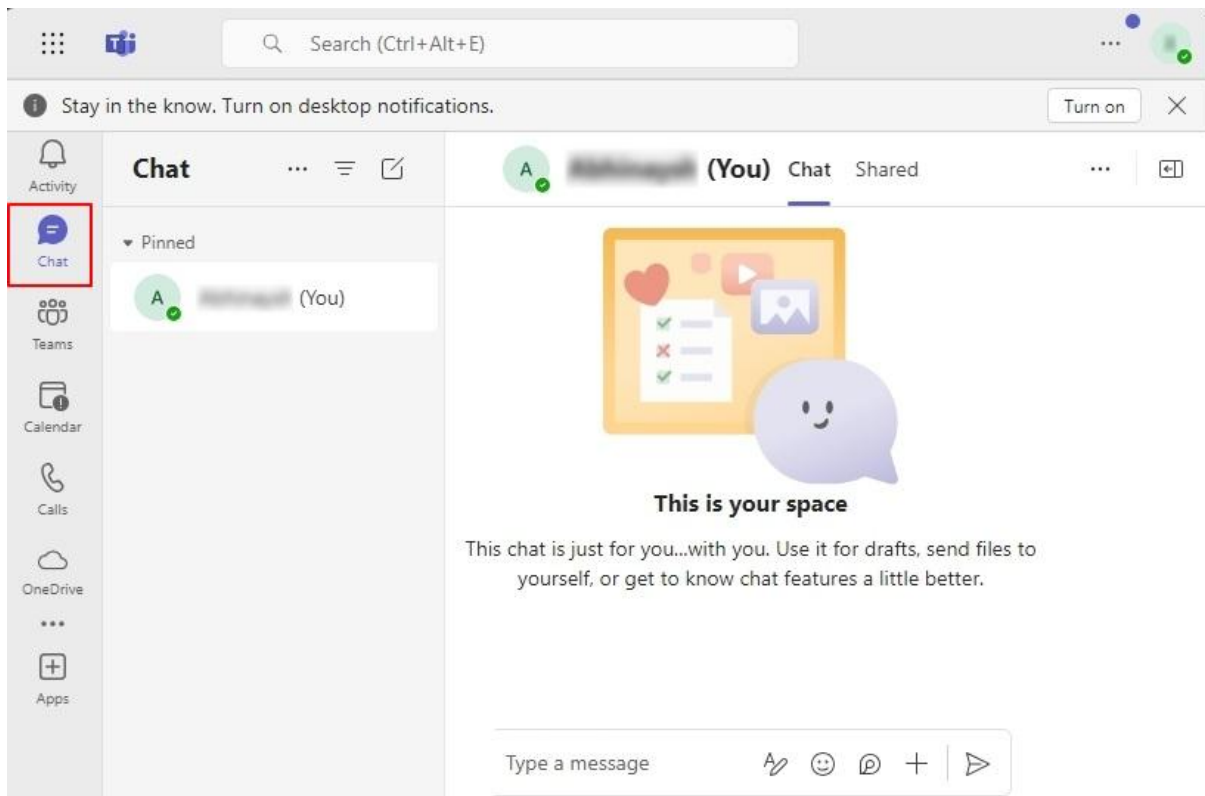 Search (Ctrl+Alt+E)
Stay in the know. Turn on desktop notifications.
Turn on
Activity
Chat
Teams
Calendar
Calls
OneDrive
Apps
Chat
Pinned
A
(You)
A
(You) Chat Shared
This is your space
This chat is just for you...with you. Use it for drafts, send files to
yourself, or get to know chat features a little better.
Type a message